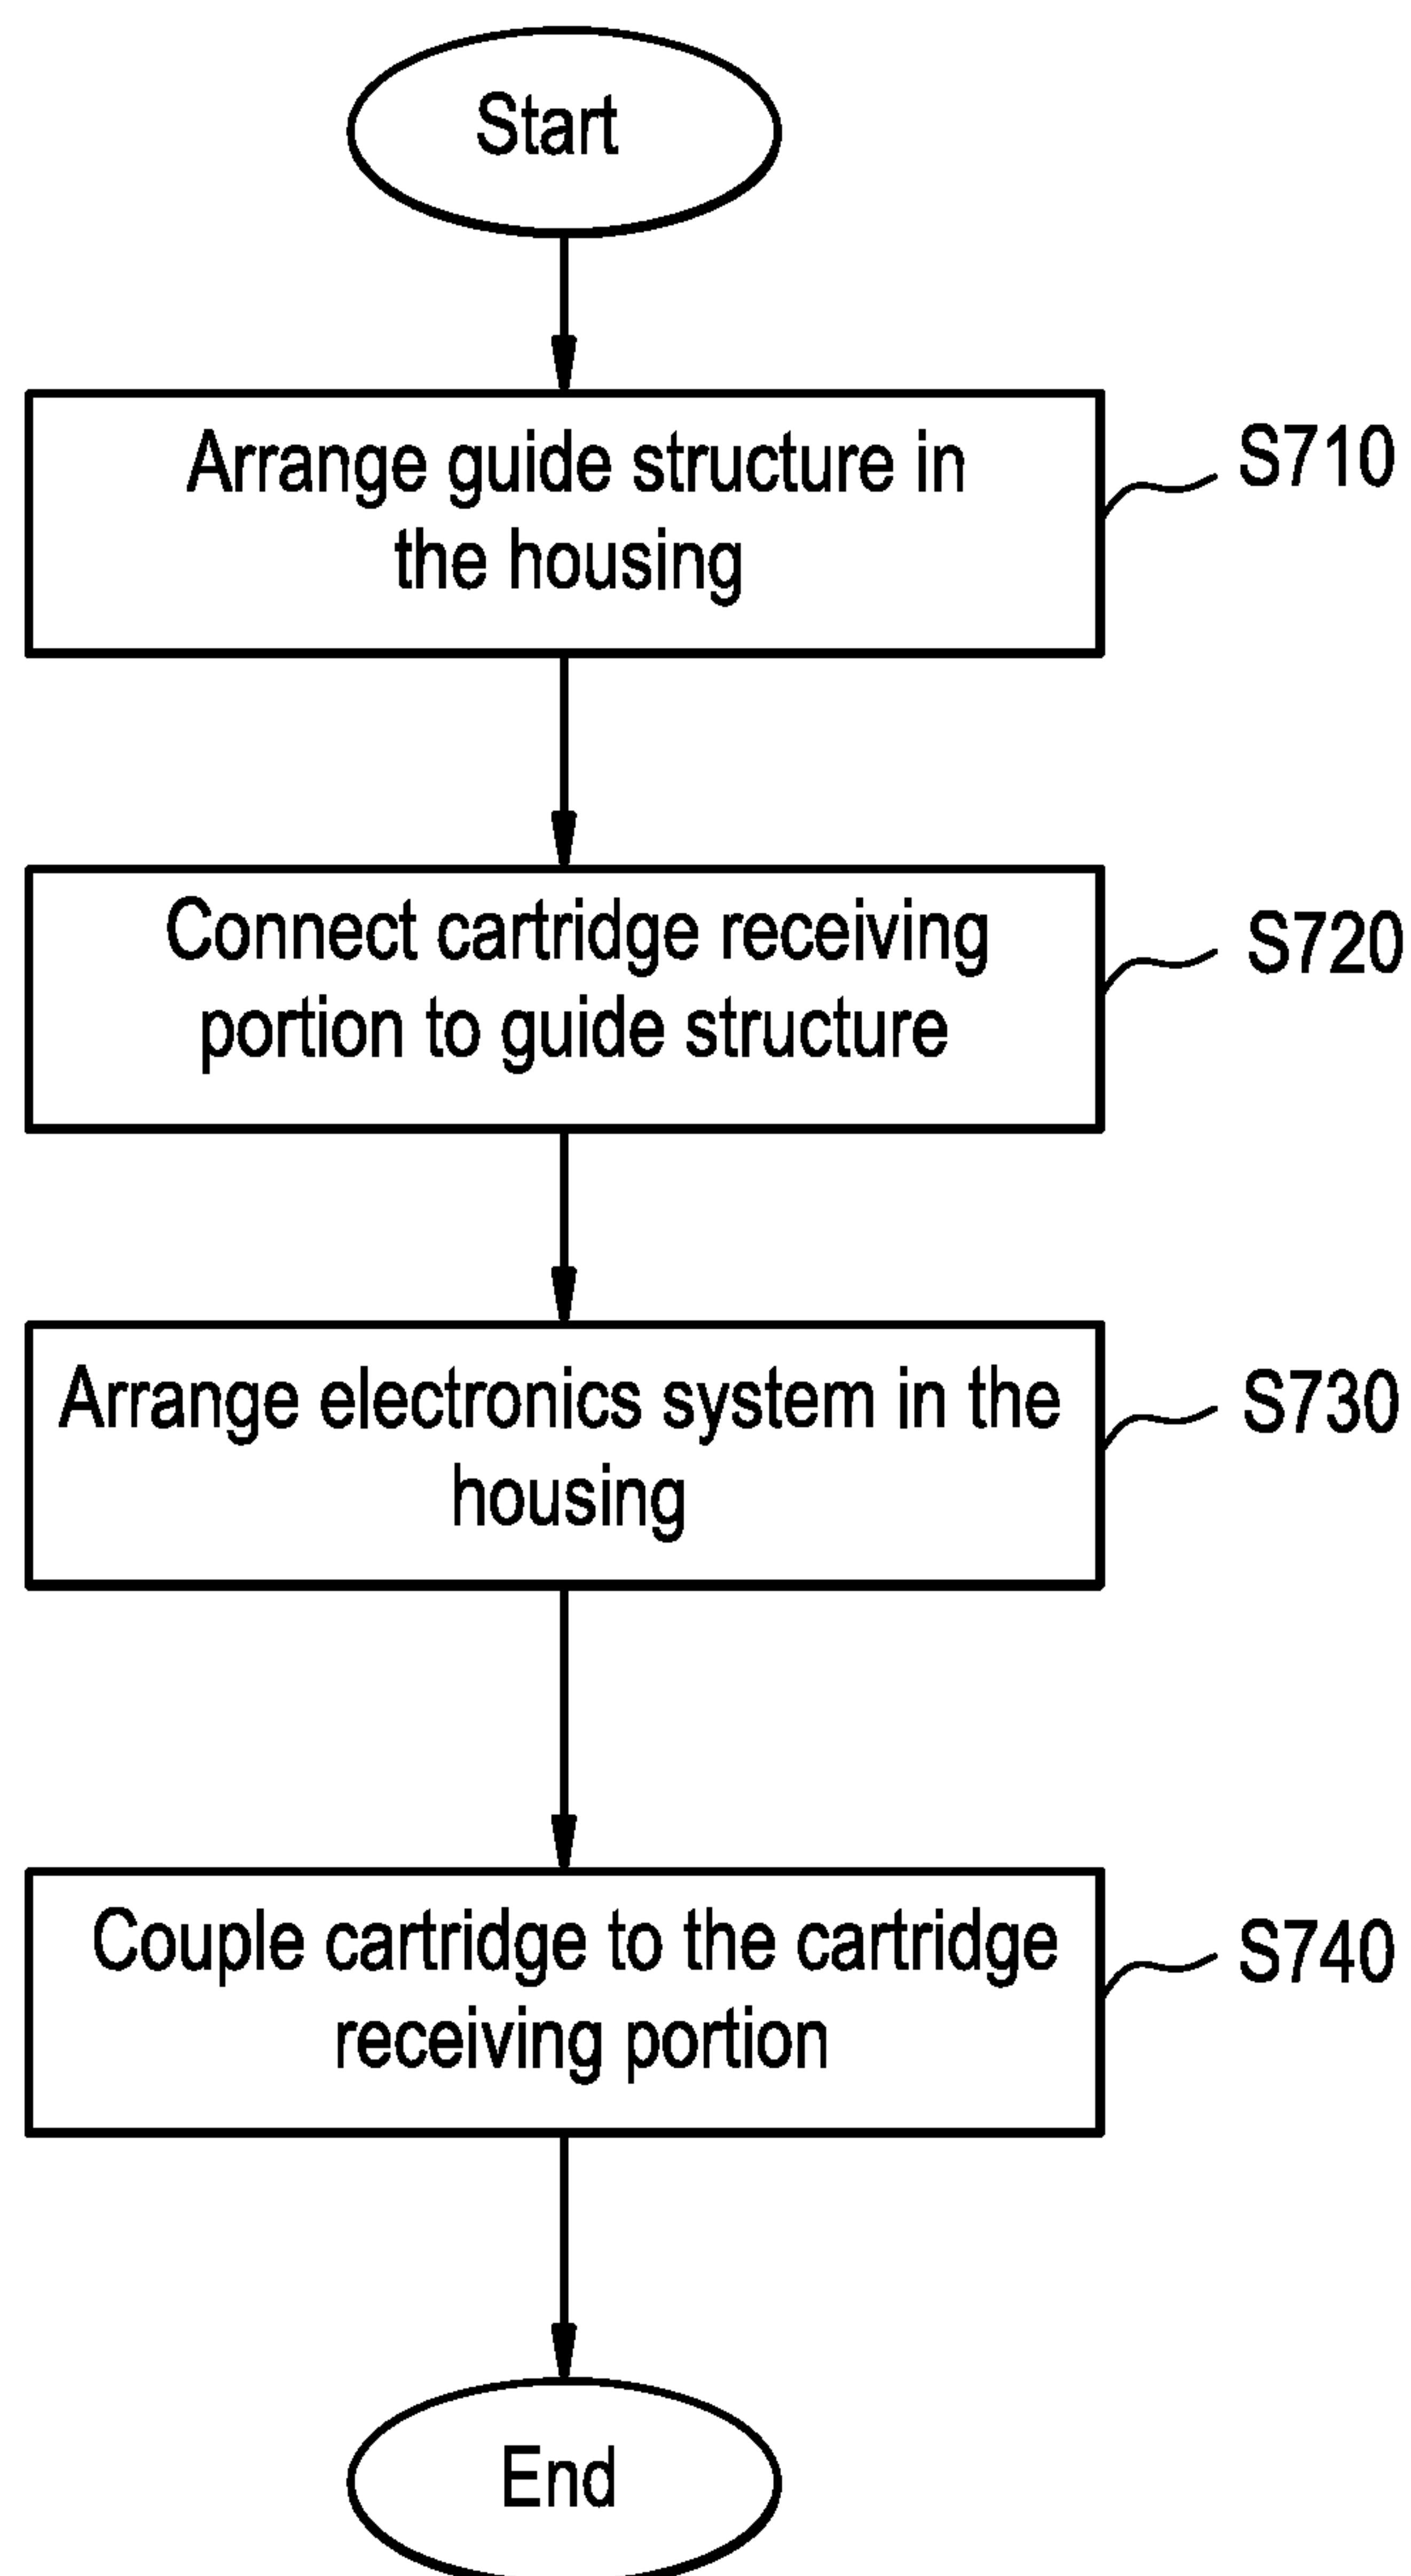 Start
Arrange guide structure in
the housing
S710
Connect cartridge receiving
portion to guide structure
S720
Arrange electronics system in the
housing
S730
Couple cartridge to the cartridge
receiving portion
S740
End